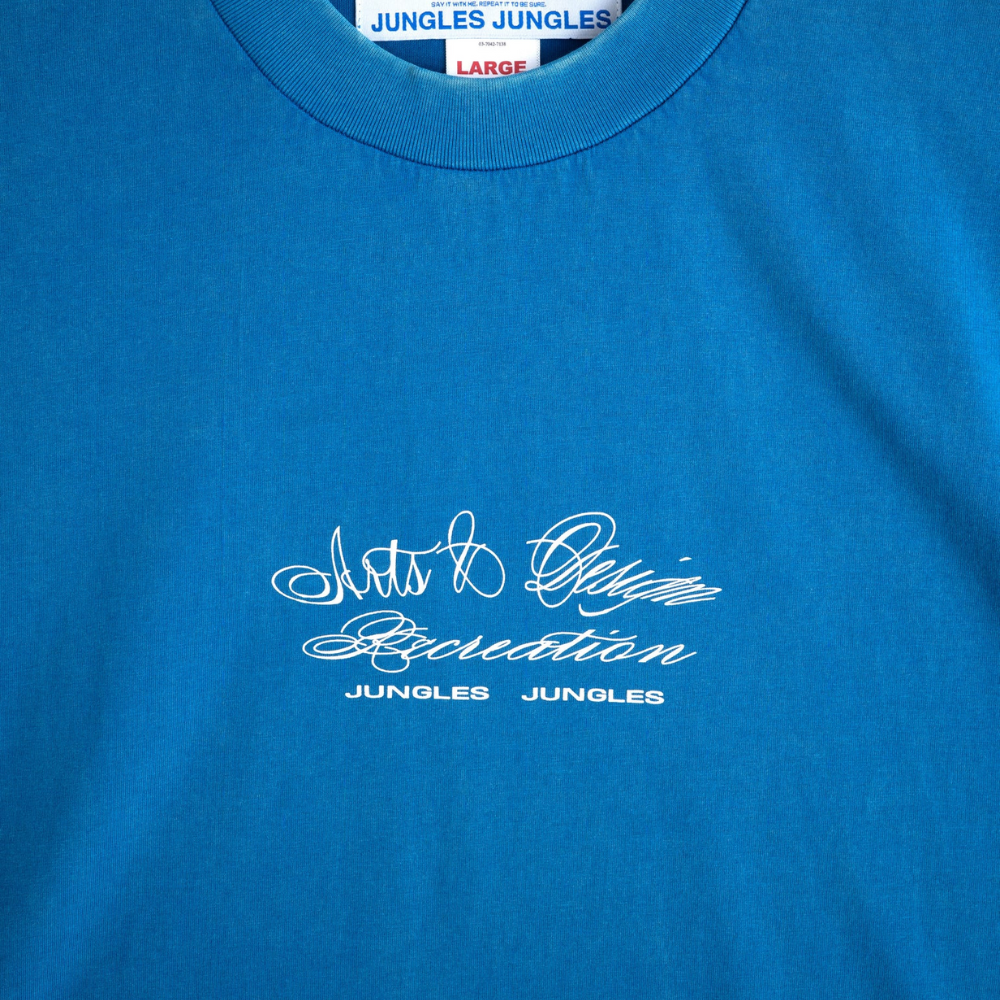 SAY IT WITH ME, REPEAT IT TO BE SURE.
JUNGLES JUNGLES
LARGE
Arts & Design
Recreation
JUNGLES JUNGLES